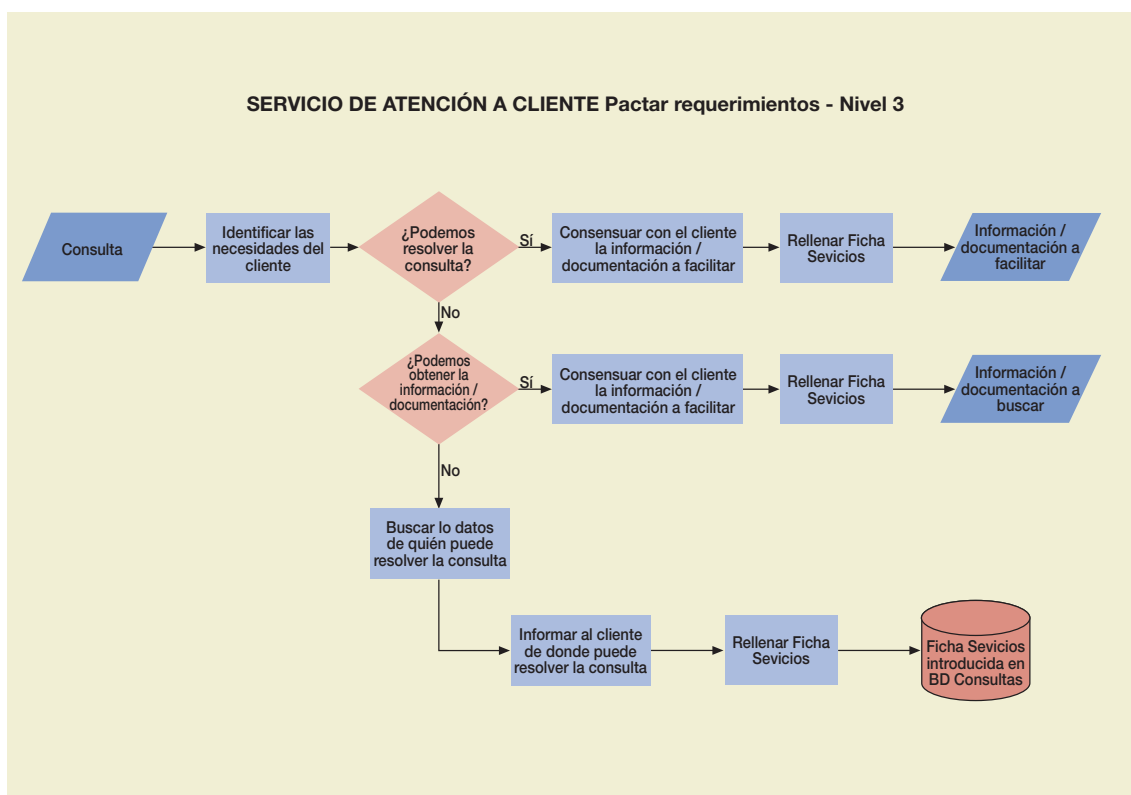 SERVICIO DE ATENCIÓN A CLIENTE Pactar requerimientos - Nivel 3
Consulta
Identificar las
necesidades del
cliente
¿Podemos
resolver la
consulta?
Sí
Consensuar con el cliente
la información /
documentación a facilitar
Rellenar Ficha
Sevicios
Información /
documentación a
facilitar
No
¿Podemos
obtener la
información /
documentación?
Sí
Consensuar con el cliente
la información /
documentación a facilitar
Rellenar Ficha
Sevicios
Información /
documentación a
buscar
No
Buscar lo datos
de quién puede
resolver la consulta
Informar al cliente
de donde puede
resolver la consulta
Rellenar Ficha
Sevicios
Ficha Sevicios
introducida en
BD Consultas